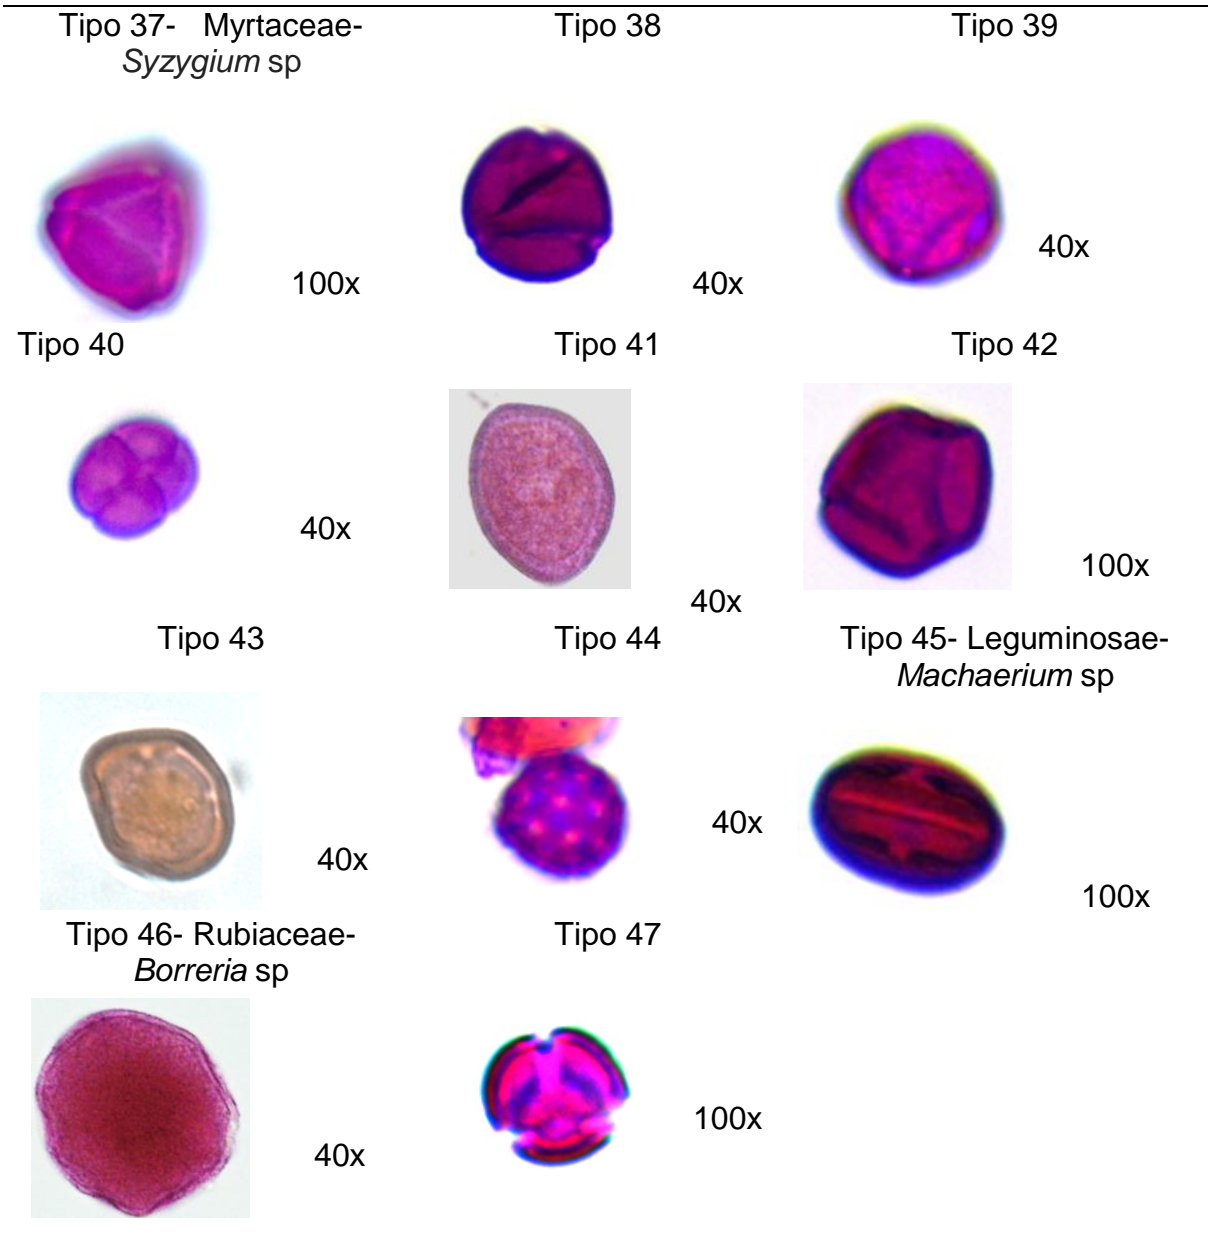 Tipo 37- Myrtaceae-
Syzygium sp
Tipo 38
Tipo 39
100x
40x
40x
Tipo 40
Tipo 41
Tipo 42
40x
40x
100x
Tipo 43
Tipo 44
Tipo 45- Leguminosae-
Machaerium sp
40x
40x
100x
Tipo 46- Rubiaceae-
Borreria sp
Tipo 47
40x
100x